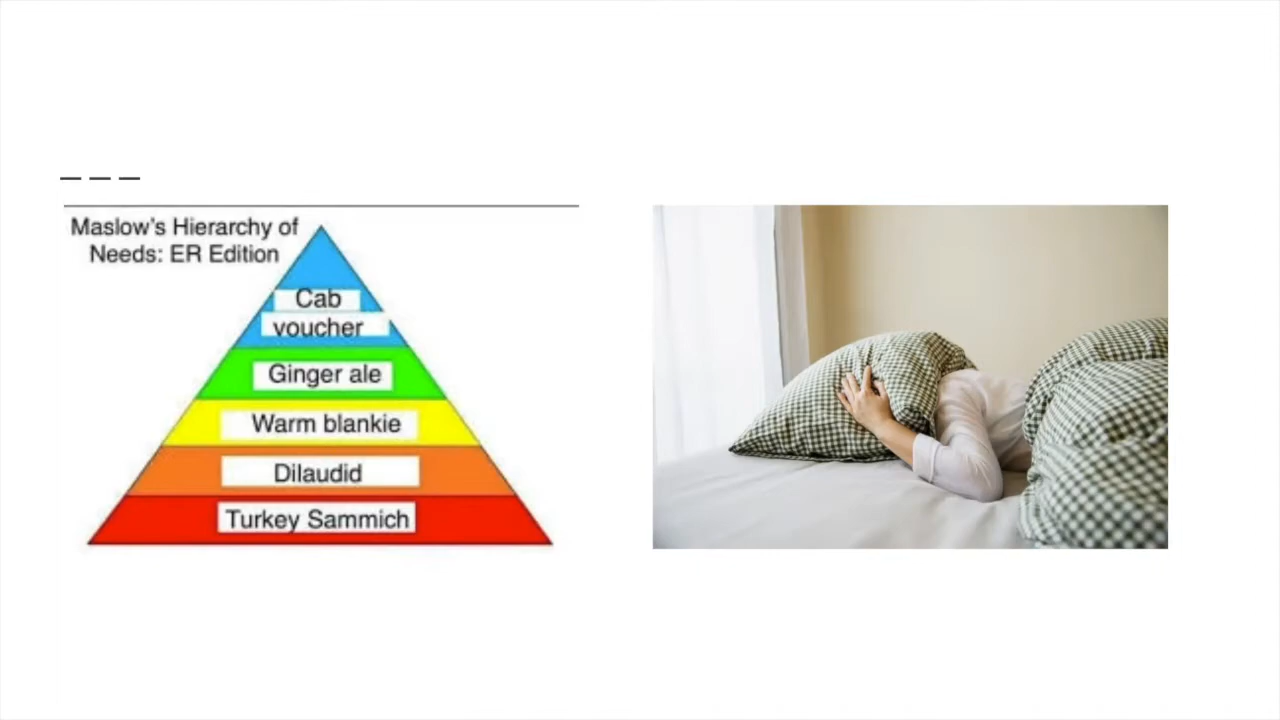 Maslow's Hierarchy of
Needs: ER Edition
Cab
voucher
Ginger ale
Warm blankie
Dilaudid
Turkey Sammich